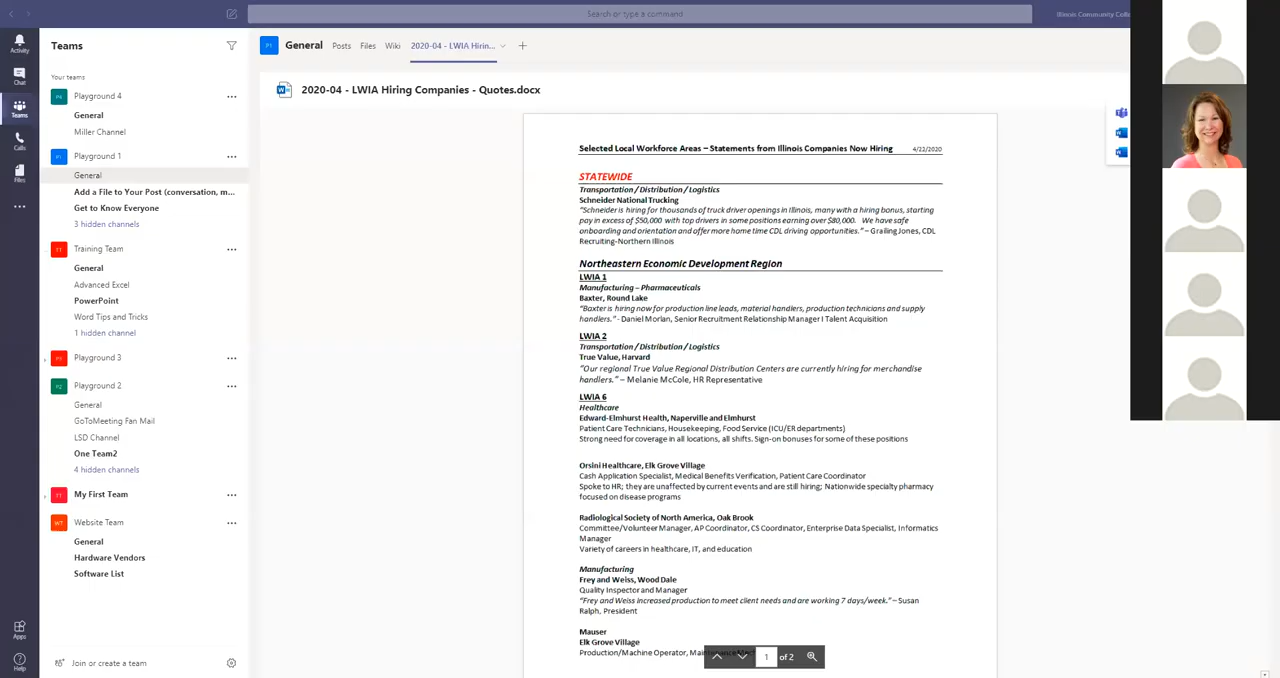 Search or type a command
Illinois Community Colle
Activity
Chat
Teams
Calls
Files
Apps
Help
Teams
Your teams
P4
Playground 4
General
Miller Channel
P1
Playground 1
General
Add a File to Your Post (conversation, m...
Get to Know Everyone
3 hidden channels
TT
Training Team
General
Advanced Excel
PowerPoint
Word Tips and Tricks
1 hidden channel
P3
Playground 3
P2
Playground 2
General
GoToMeeting Fan Mail
LSD Channel
One Team2
4 hidden channels
TT
My First Team
WT
Website Team
General
Hardware Vendors
Software List
Join or create a team
P1
General
Posts
Files
Wiki
2020-04 - LWIA Hirin...
2020-04 - LWIA Hiring Companies - Quotes.docx
Selected Local Workforce Areas – Statements from Illinois Companies Now Hiring 4/22/2020
STATEWIDE
Transportation / Distribution / Logistics
Schneider National Trucking
“Schneider is hiring for thousands of truck driver openings in Illinois, many with a hiring bonus, starting
pay in excess of $50,000 with top drivers in some positions earning over $80,000. We have safe
onboarding and orientation and offer more home time CDL driving opportunities.” – Grailing Jones, CDL
Recruiting-Northern Illinois
Northeastern Economic Development Region
LWIA 1
Manufacturing – Pharmaceuticals
Baxter, Round Lake
“Baxter is hiring now for production line leads, material handlers, production technicians and supply
handlers.” - Daniel Morlan, Senior Recruitment Relationship Manager I Talent Acquisition
LWIA 2
Transportation / Distribution / Logistics
True Value, Harvard
“Our regional True Value Regional Distribution Centers are currently hiring for merchandise
handlers.” – Melanie McCole, HR Representative
LWIA 6
Healthcare
Edward-Elmhurst Health, Naperville and Elmhurst
Patient Care Technicians, Housekeeping, Food Service (ICU/ER departments)
Strong need for coverage in all locations, all shifts. Sign-on bonuses for some of these positions
Orsini Healthcare, Elk Grove Village
Cash Application Specialist, Medical Benefits Verification, Patient Care Coordinator
Spoke to HR; they are unaffected by current events and are still hiring; Nationwide specialty pharmacy
focused on disease programs
Radiological Society of North America, Oak Brook
Committee/Volunteer Manager, AP Coordinator, CS Coordinator, Enterprise Data Specialist, Informatics
Manager
Variety of careers in healthcare, IT, and education
Manufacturing
Frey and Weiss, Wood Dale
Quality Inspector and Manager
“Frey and Weiss increased production to meet client needs and are working 7 days/week.” – Susan
Ralph, President
Mauser
Elk Grove Village
Production/Machine Operator,
1 of 2